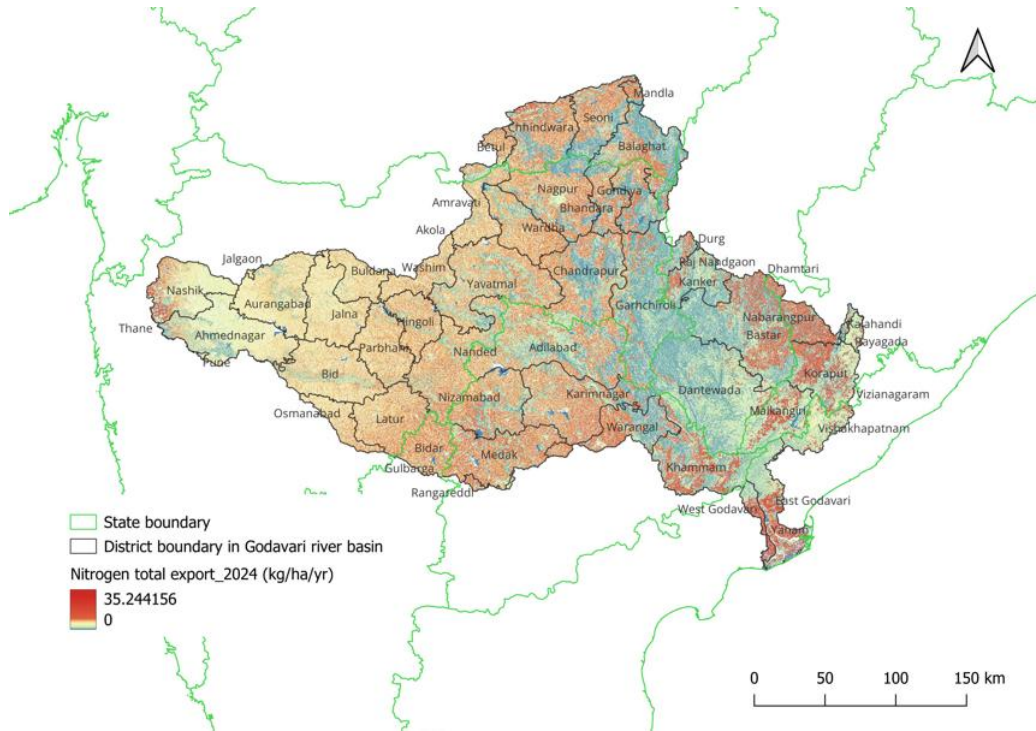 Mandla
Seoni
Chhindwara
Balaghat
Betul
Nagpur
Gondiya
Amravati
Bhandara
Akola
Wardha
Durg
Jalgaon
Buldana
Washim
Chandrapur
Raj Nandgaon
Dhamtari
Nashik
Yavatmal
Kanker
Aurangabad
Jalna
Garhchiroli
Nabarangpur
Kalahandi
Thane
Hingoli
Bastar
Ahmednagar
Parbhani
Nanded
Adilabad
Rayagada
Pune
Bid
Koraput
Dantewada
Nizamabad
Karimnagar
Vizianagaram
Osmanabad
Latur
Malkangiri
Warangal
Vishakhapatnam
Bidar
Medak
Gulbarga
Khammam
Rangareddi
East Godavari
West Godavari
Yanam
State boundary
District boundary in Godavari river basin
Nitrogen total export_2024 (kg/ha/yr)
35.244156
0
0 50 100 150 km